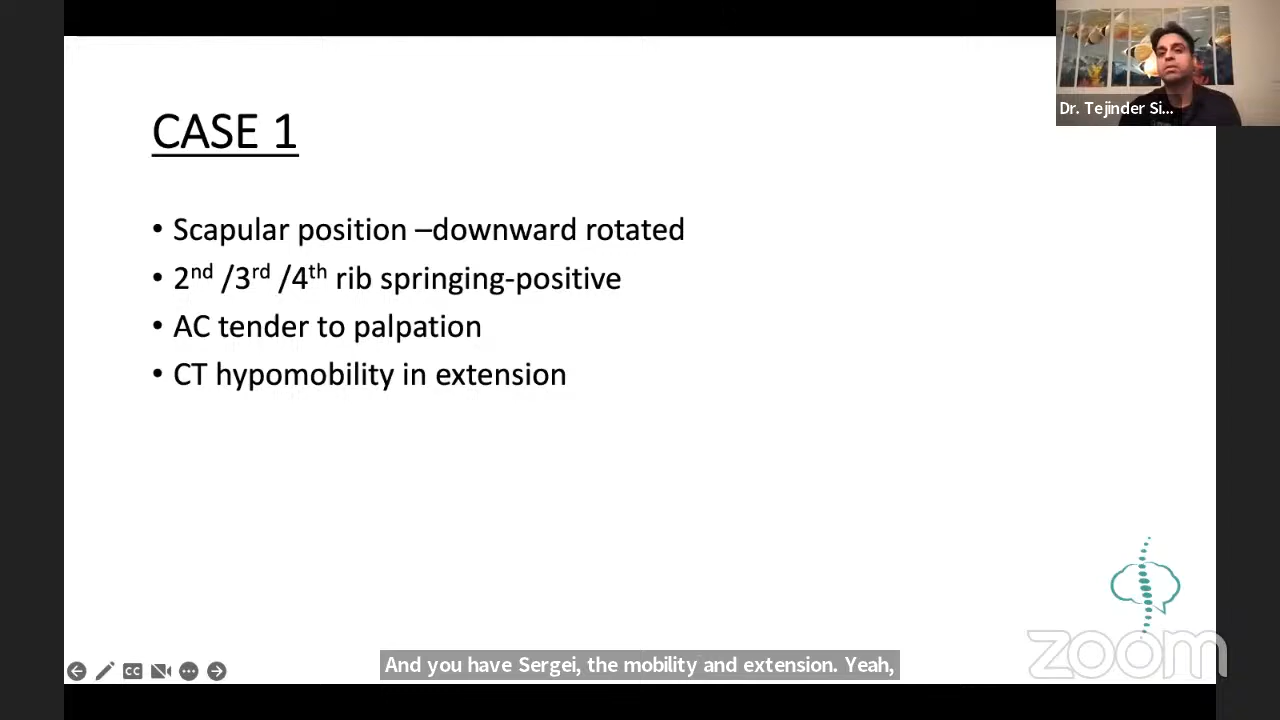 Dr. Tejinder Si...
CASE 1
• Scapular position –downward rotated
• 2nd /3rd /4th rib springing-positive
• AC tender to palpation
• CT hypomobility in extension
CC
And you have Sergei, the mobility and extension. Yeah,
zoom